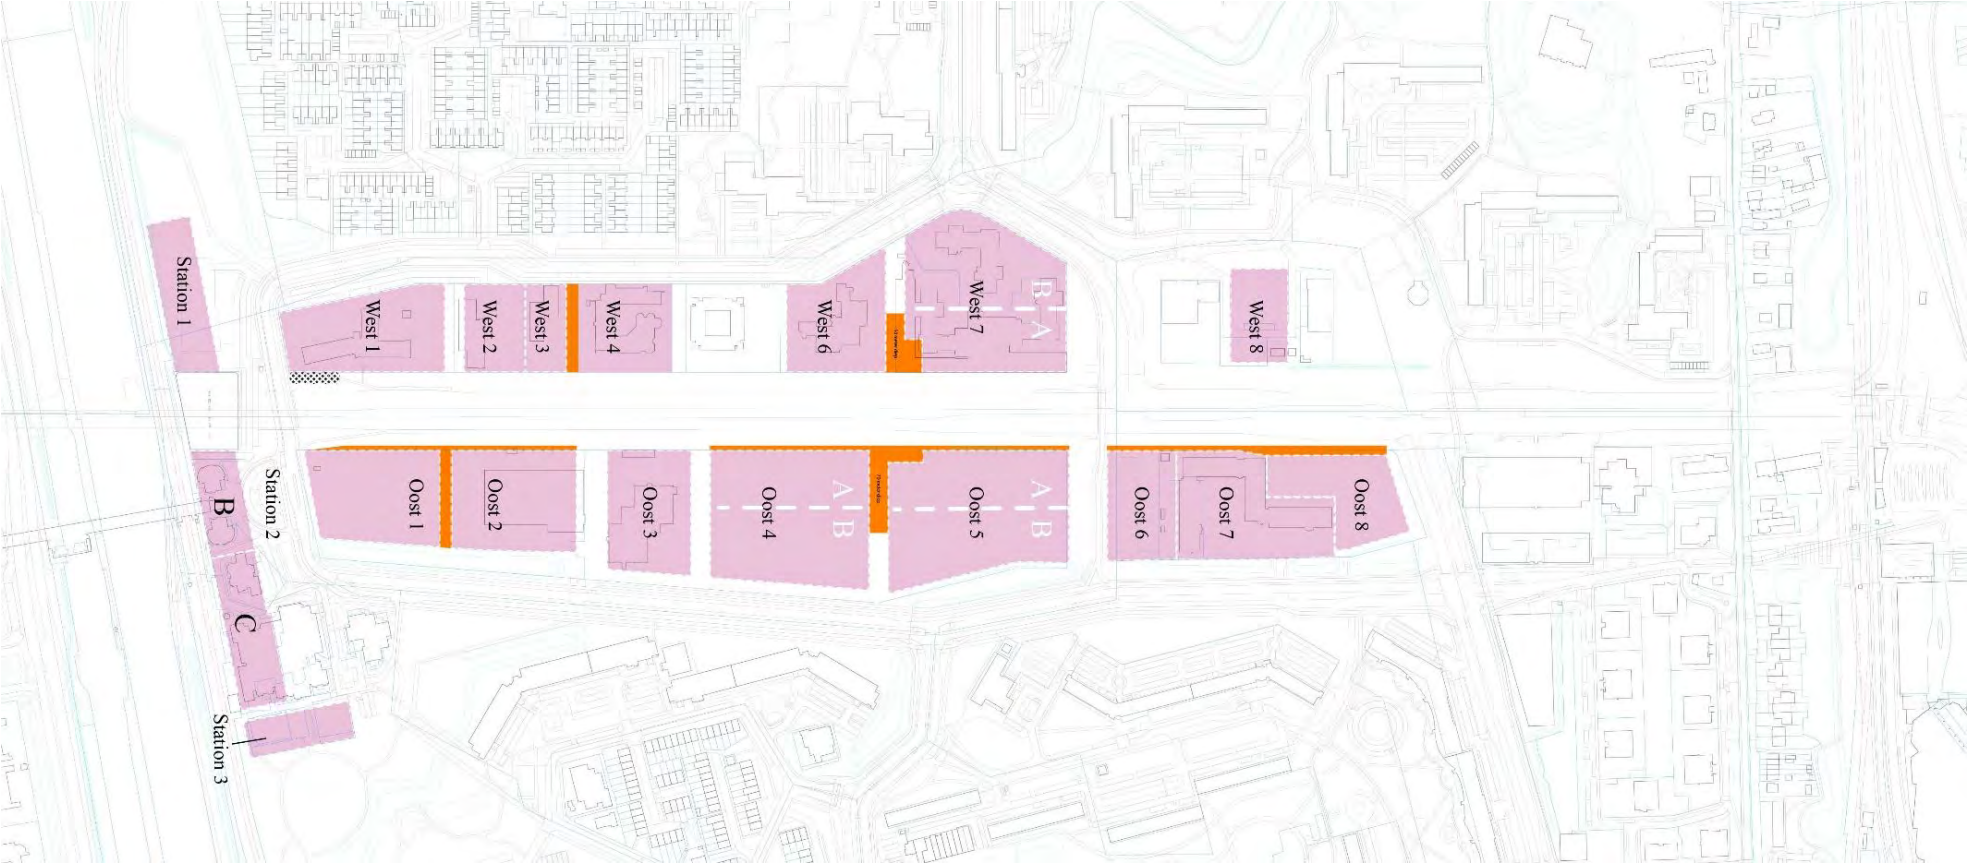 Station 1
West 1
West 2
West 3
West 4
West 6
West 7
B
A
West 8
Station 2
B
C
Station 3
Oost 1
Oost 2
Oost 3
Oost 4
A
B
Oost 5
A
B
Oost 6
Oost 7
Oost 8